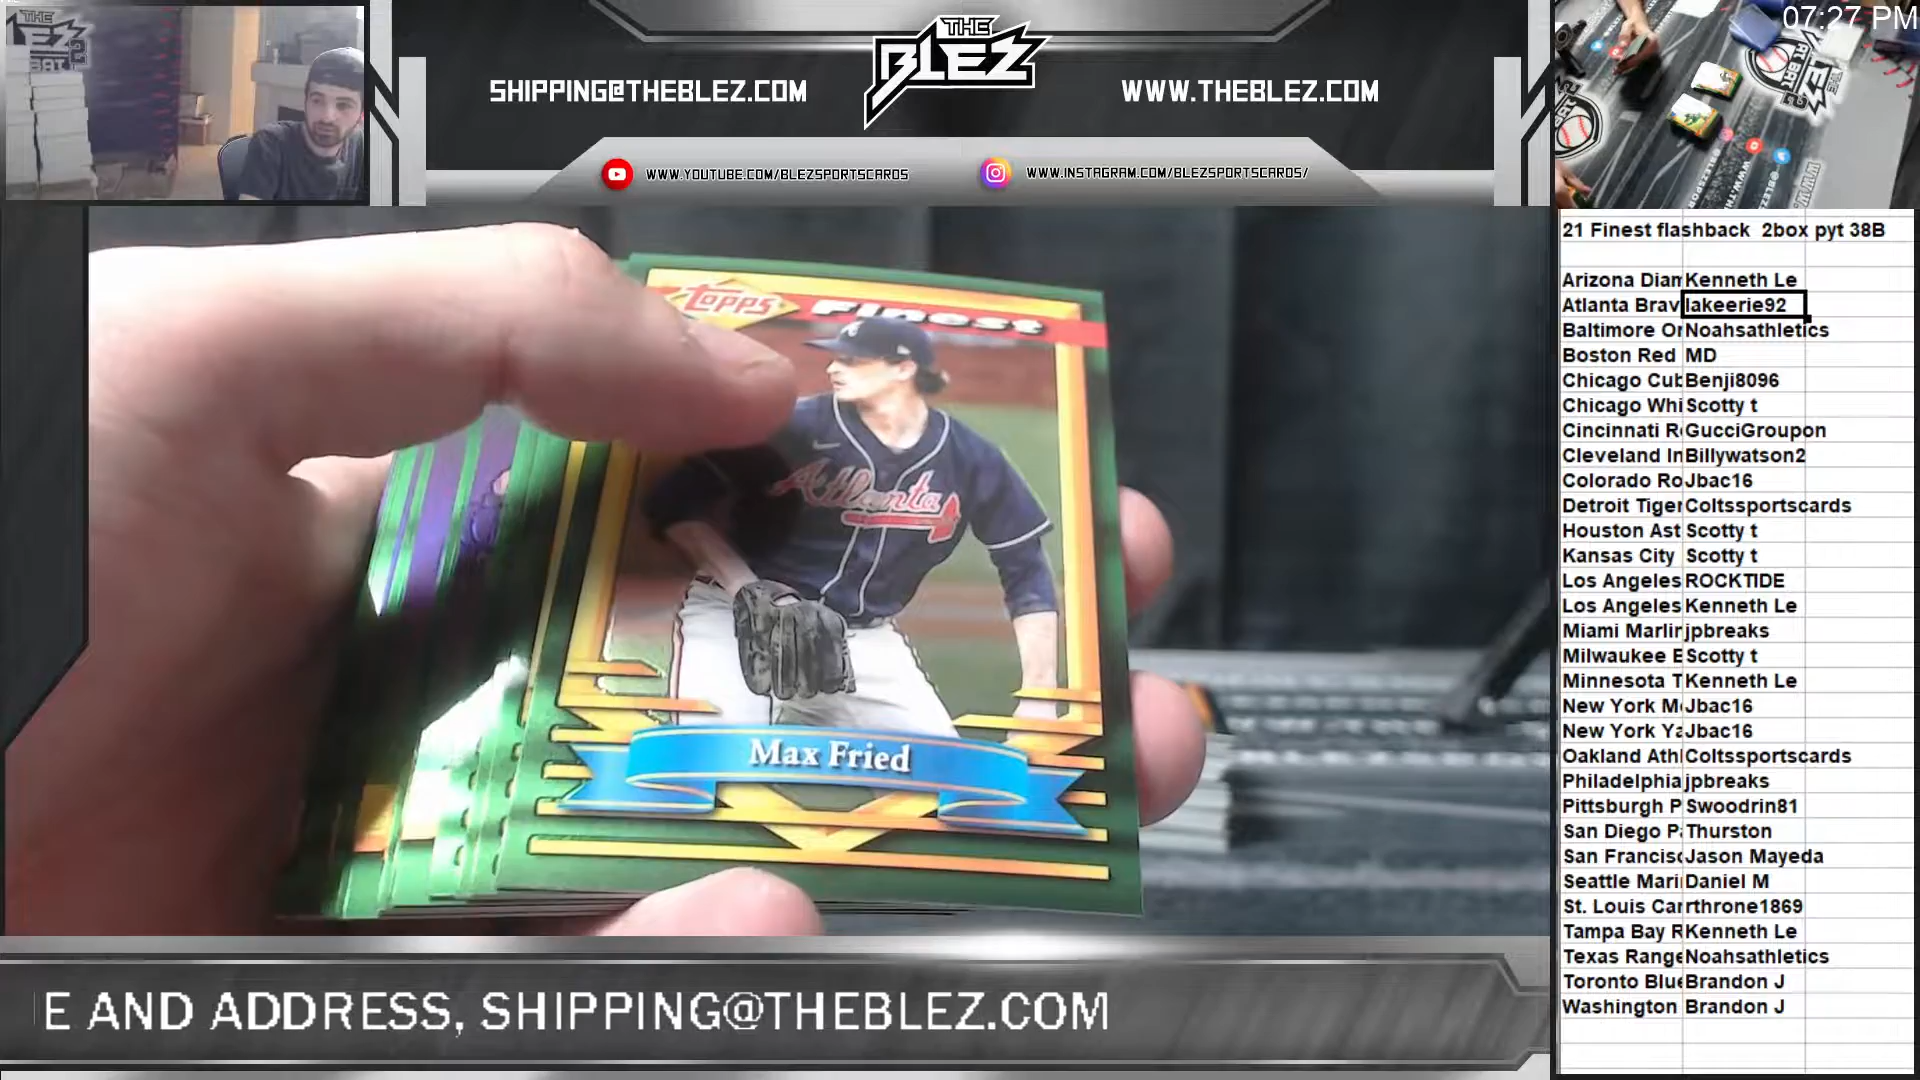 THE
BLEZ
SHIPPING@THEBLEZ.COM
WWW.THEBLEZ.COM
WWW.YOUTUBE.COM/BLEZSPORTSCARDS
WWW.INSTAGRAM.COM/BLEZSPORTSCARDS/
07:27 PM
Topps
Finest
Atlanta
Max Fried
E AND ADDRESS, SHIPPING@THEBLEZ.COM
21 Finest flashback 2box pyt 38B
Arizona Diam Kenneth Le
Atlanta Brav lakeerie92
Baltimore Or Noahsathletics
Boston Red MD
Chicago Cub Benji8096
Chicago Whi Scotty t
Cincinnati R GucciGroupon
Cleveland In Billywatson2
Colorado Ro Jbac16
Detroit Tiger Coltssportscards
Houston Ast Scotty t
Kansas City Scotty t
Los Angeles ROCKTIDE
Los Angeles Kenneth Le
Miami Marlin jpbreaks
Milwaukee B Scotty t
Minnesota T Kenneth Le
New York M Jbac16
New York Ya Jbac16
Oakland Ath Coltssportscards
Philadelphia jpbreaks
Pittsburgh P Swoodrin81
San Diego P Thurston
San Francisc Jason Mayeda
Seattle Mari Daniel M
St. Louis Car throne1869
Tampa Bay R Kenneth Le
Texas Range Noahsathletics
Toronto Blue Brandon J
Washington Brandon J